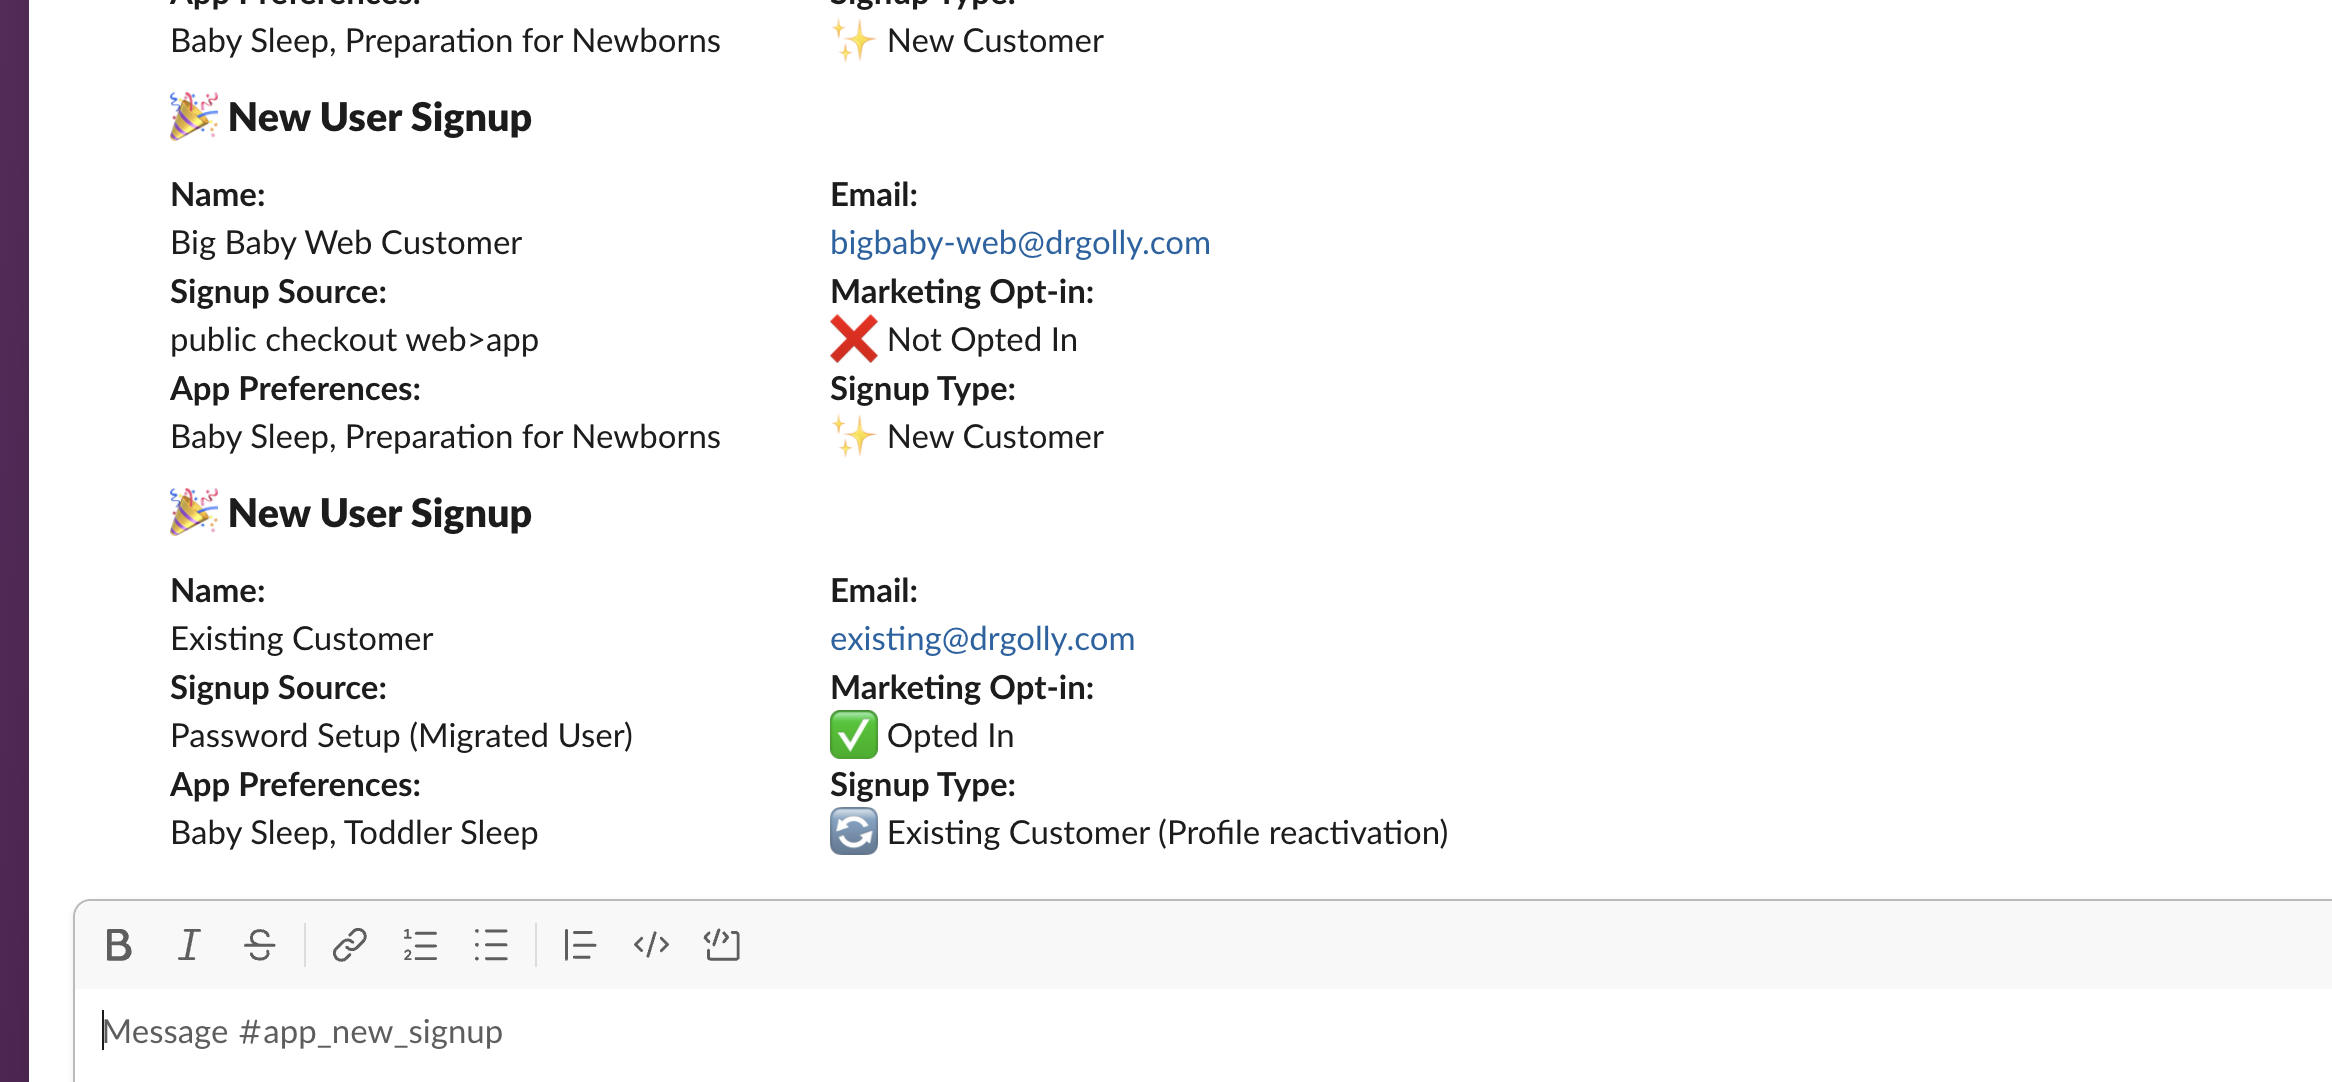 App Preferences: Signup Type:
Baby Sleep, Preparation for Newborns ✨ New Customer
🎉 New User Signup
Name: Email:
Big Baby Web Customer bigbaby-web@drgolly.com
Signup Source: Marketing Opt-in:
public checkout web>app ❌ Not Opted In
App Preferences: Signup Type:
Baby Sleep, Preparation for Newborns ✨ New Customer
🎉 New User Signup
Name: Email:
Existing Customer existing@drgolly.com
Signup Source: Marketing Opt-in:
Password Setup (Migrated User) ✅ Opted In
App Preferences: Signup Type:
Baby Sleep, Toddler Sleep 🔄 Existing Customer (Profile reactivation)
Message #app_new_signup